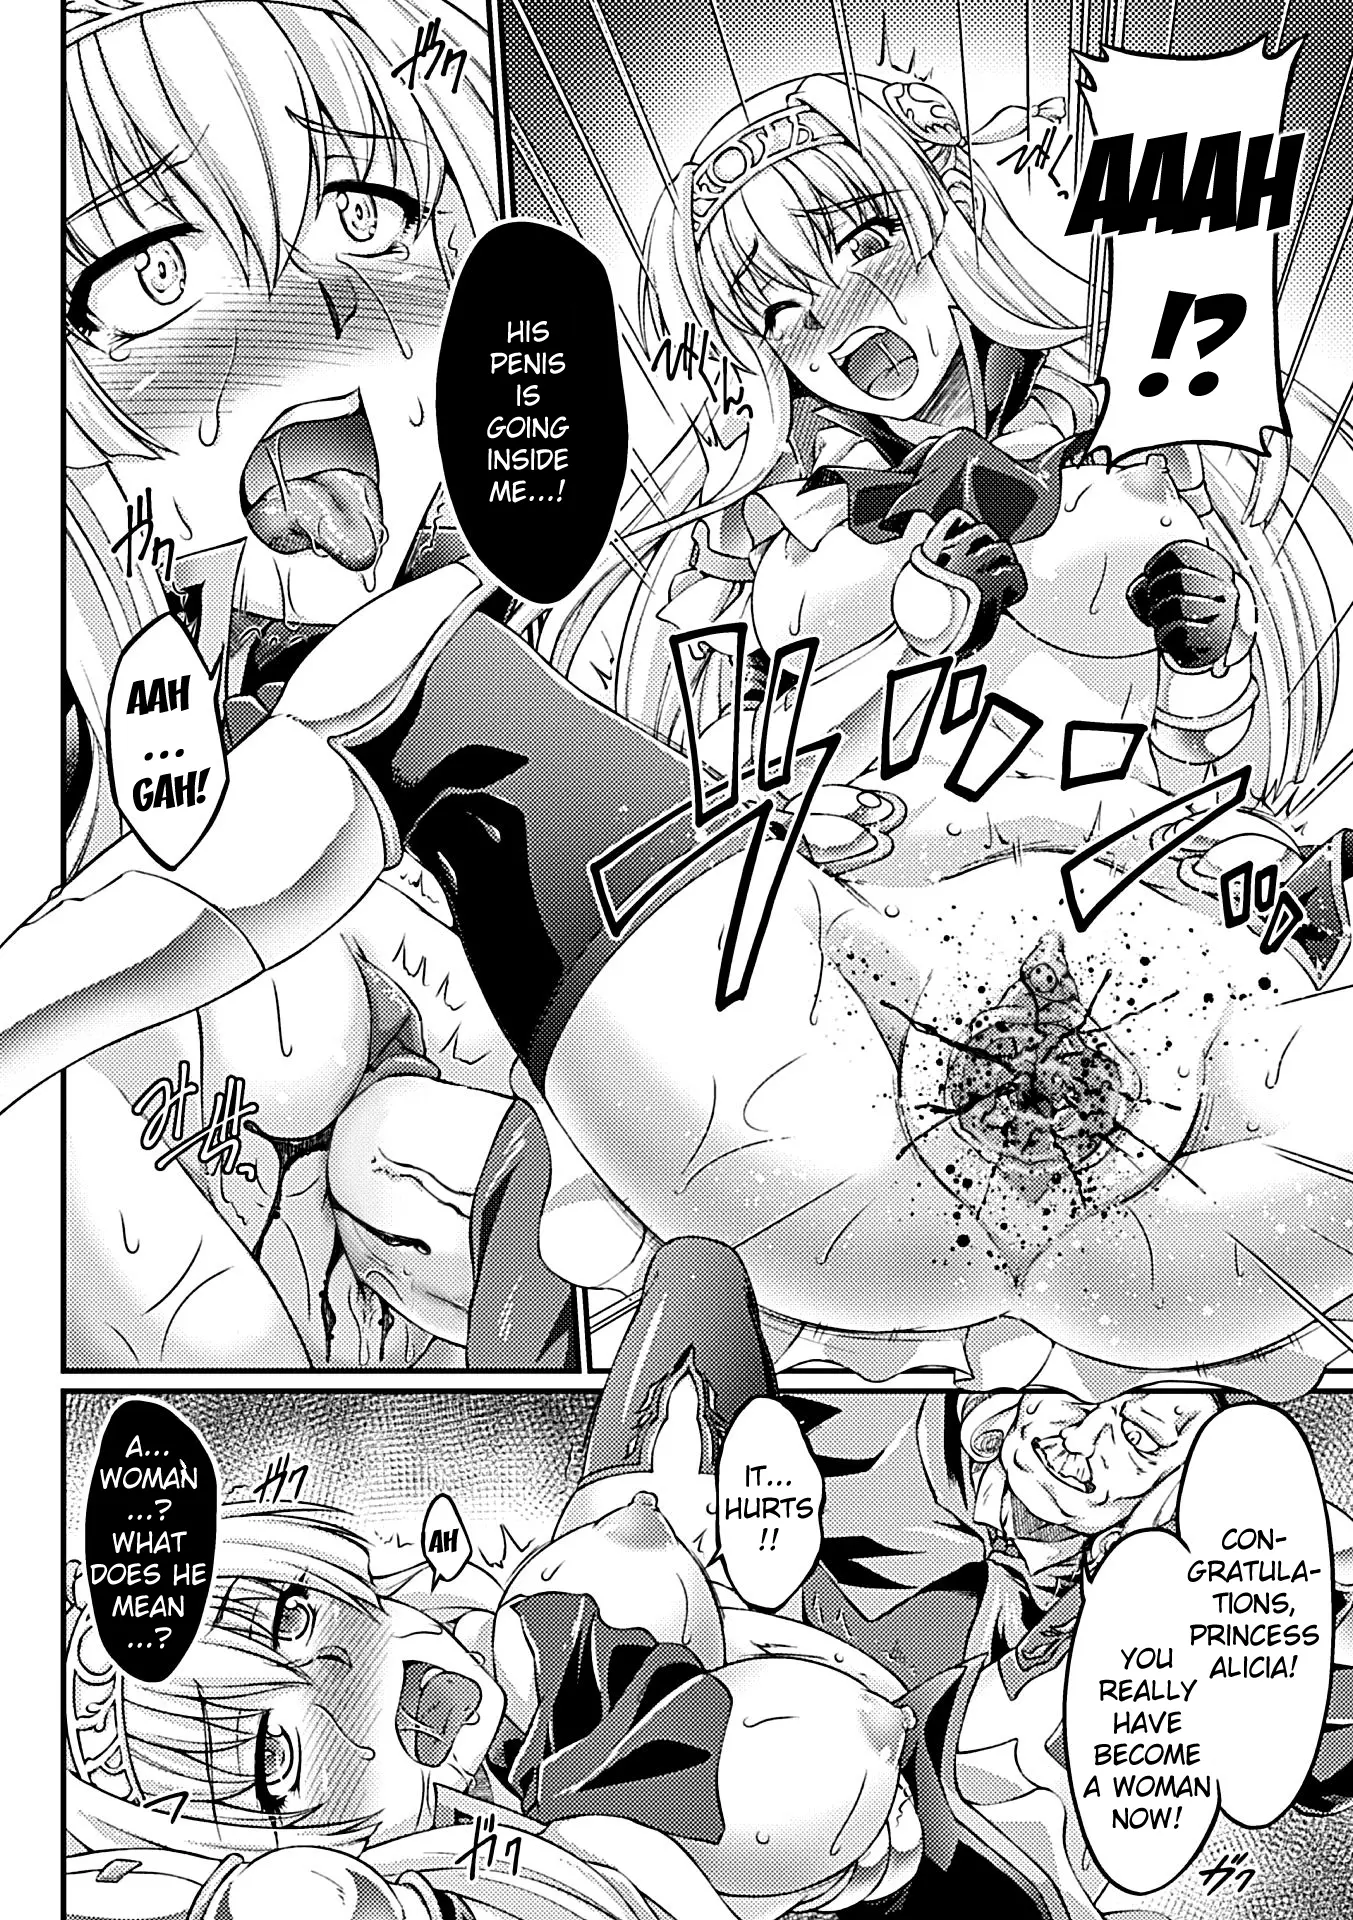 AAAH
!?
HIS
PENIS
IS
GOING
INSIDE
ME...!
AAH
...
GAH!
CON-
GRATULA-
TIONS,
PRINCESS
ALICIA!
YOU
REALLY
HAVE
BECOME
A WOMAN
NOW!
IT...
HURTS
!!
AH
A...
WOMAN
...?
WHAT
DOES HE
MEAN
...?